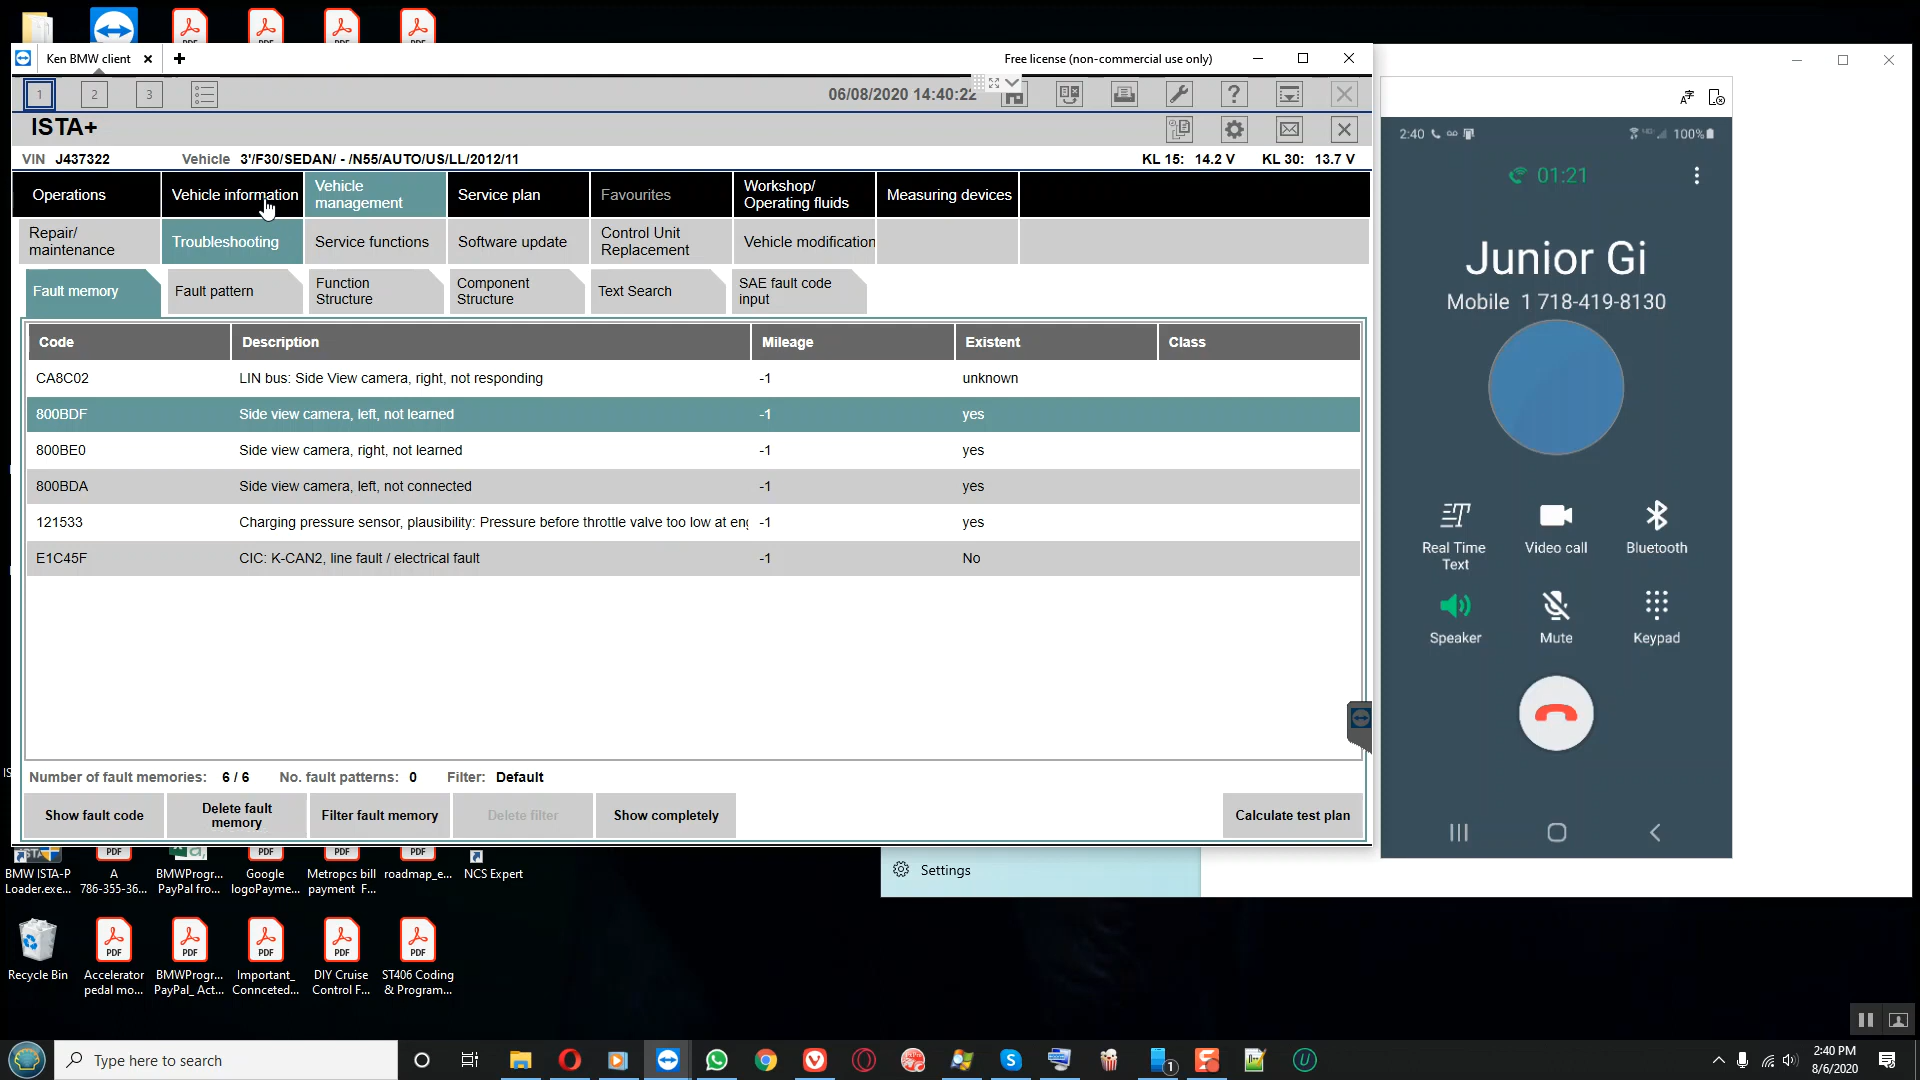 Ken BMW client
Free license (non-commercial use only)
1
2
3
06/08/2020 14:40:22
ISTA+
VIN J437322
Vehicle 3'/F30/SEDAN/ - /N55/AUTO/US/LL/2012/11
KL 15: 14.2 V KL 30: 13.7 V
Operations
Vehicle information
Vehicle
management
Service plan
Favourites
Workshop/
Operating fluids
Measuring devices
Repair/
maintenance
Troubleshooting
Service functions
Software update
Control Unit
Replacement
Vehicle modification
Fault memory
Fault pattern
Function
Structure
Component
Structure
Text Search
SAE fault code
input
Code Description Mileage Existent Class
CA8C02 LIN bus: Side View camera, right, not responding -1 unknown
800BDF Side view camera, left, not learned -1 yes
800BE0 Side view camera, right, not learned -1 yes
800BDA Side view camera, left, not connected -1 yes
121533 Charging pressure sensor, plausibility: Pressure before throttle valve too low at eng -1 yes
E1C45F CIC: K-CAN2, line fault / electrical fault -1 No
Number of fault memories: 6 / 6 No. fault patterns: 0 Filter: Default
Show fault code
Delete fault
memory
Filter fault memory
Delete filter
Show completely
Calculate test plan
2:40
100%
01:21
Junior Gi
Mobile 1 718-419-8130
Real Time
Text
Video call
Bluetooth
Speaker
Mute
Keypad
Settings
BMW ISTA-P
Loader.exe...
A
786-355-36...
BMWProgr...
PayPal fro...
Google
logoPayme...
Metropcs bill
payment F...
roadmap_e...
NCS Expert
Recycle Bin
PDF
Accelerator
pedal mo...
PDF
BMWProgr...
PayPal_ Act...
PDF
Important_
Connceted...
PDF
DIY Cruise
Control F...
PDF
ST406 Coding
& Program...
Type here to search
1
2:40 PM
8/6/2020